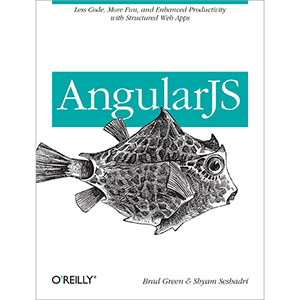 Less Code, More Fun, and Enhanced Productivity
with Structured Web Apps
AngularJS
O'REILLY®
Brad Green & Shyam Seshadri